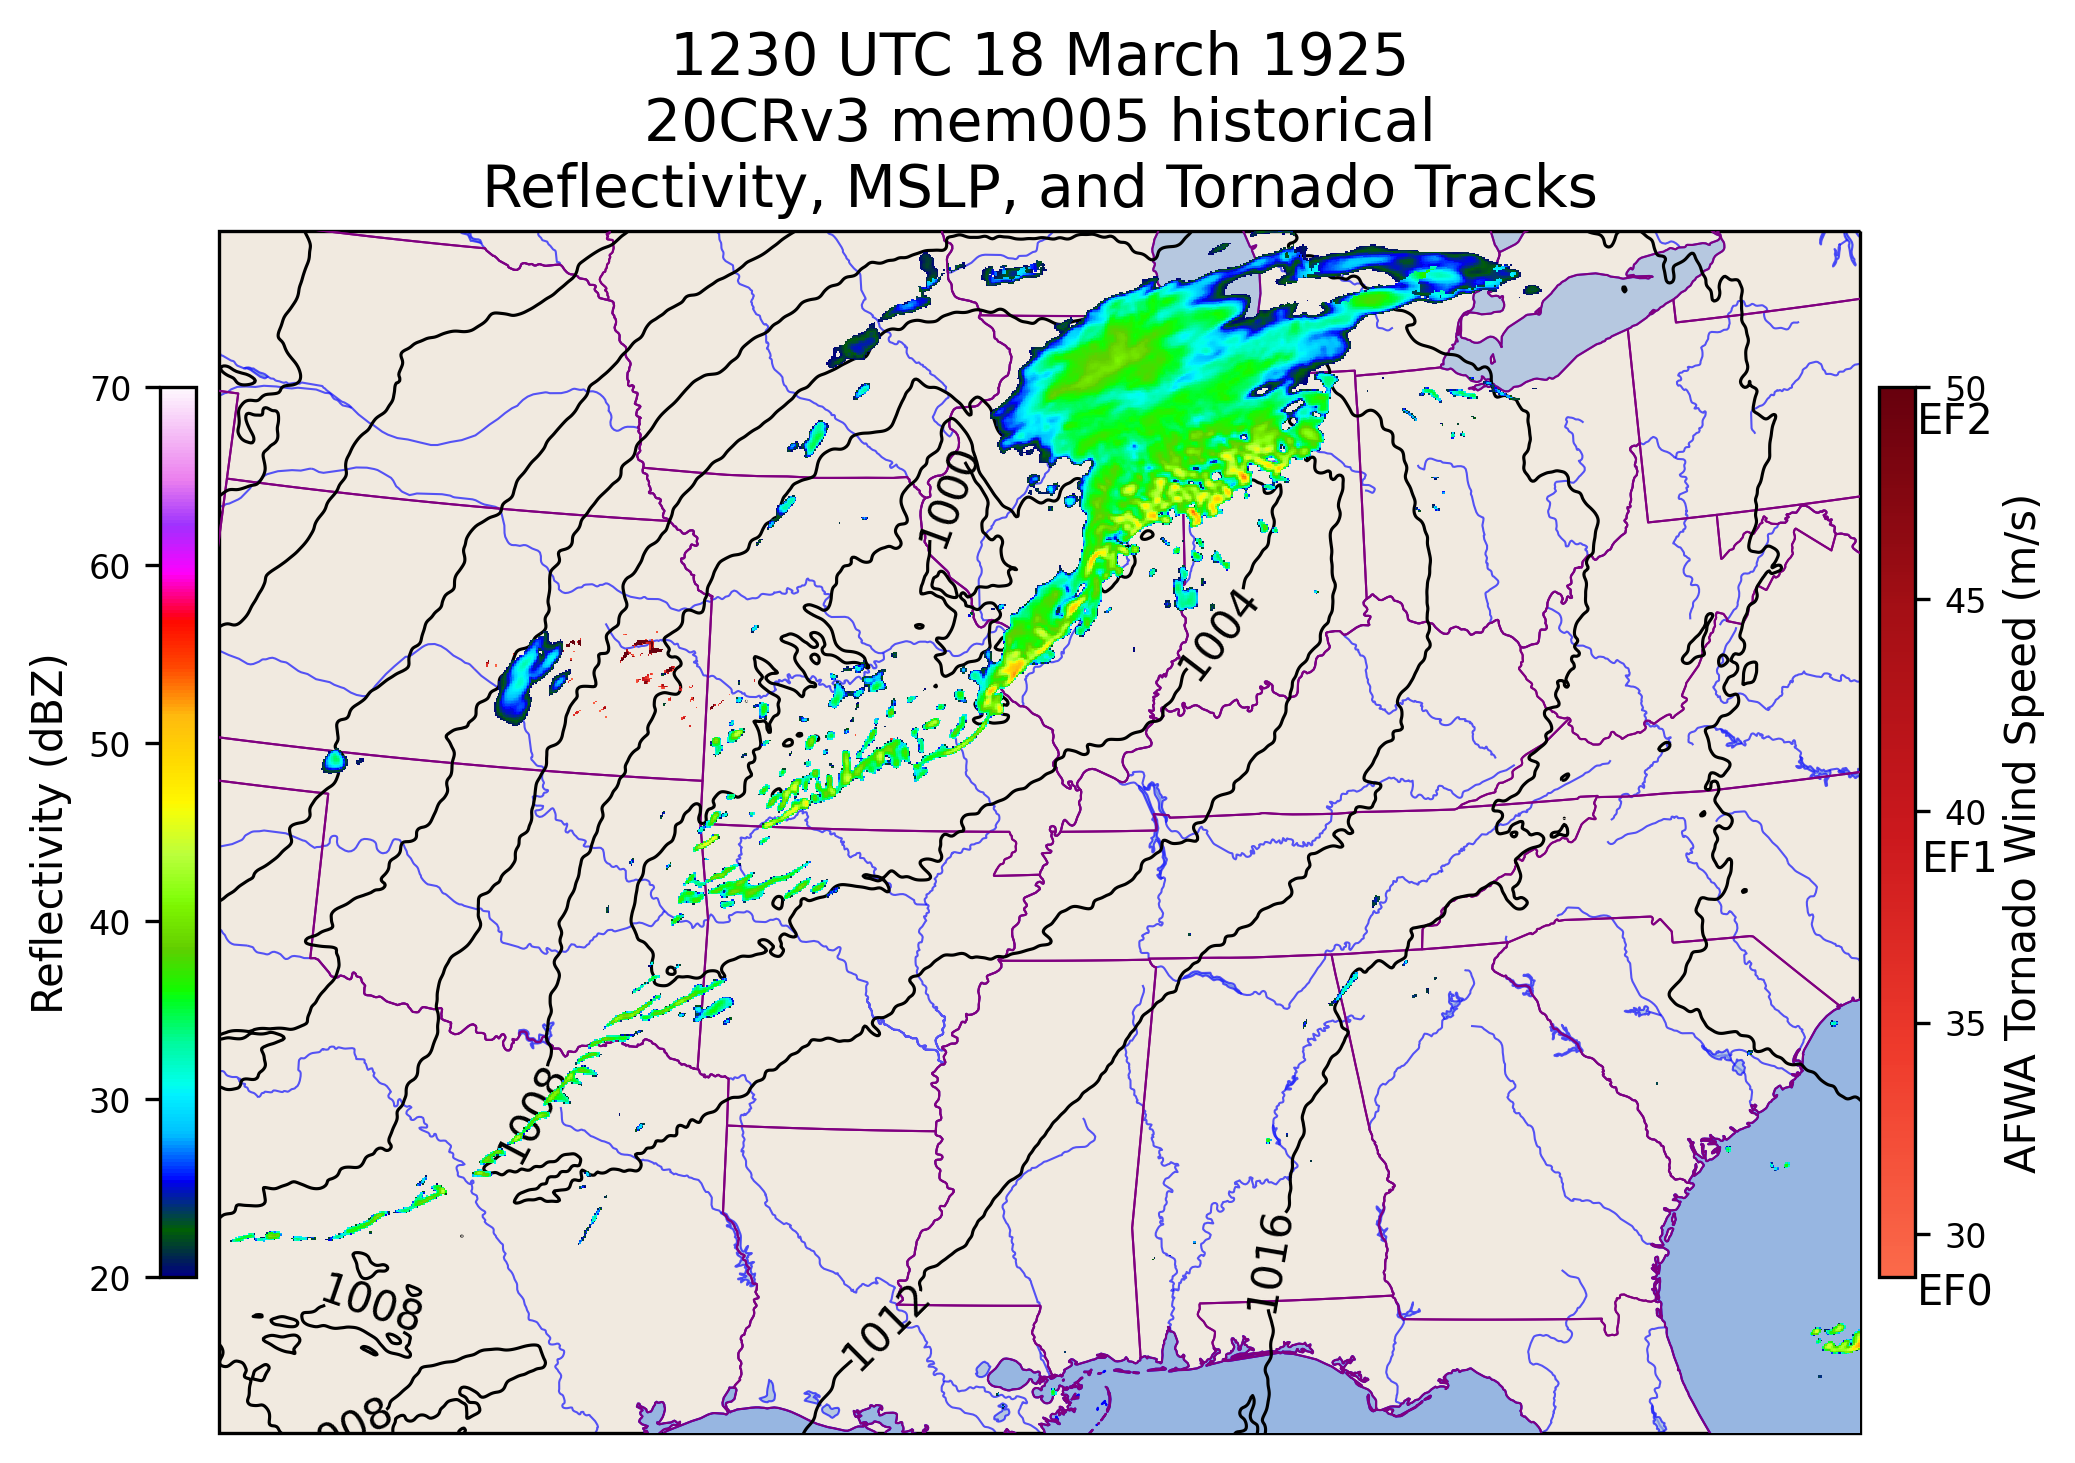 1230 UTC 18 March 1925
20CRv3 mem005 historical
Reflectivity, MSLP, and Tornado Tracks
Reflectivity (dBZ)
70
60
50
40
30
20
1000
1004
1008
1008
008
1012
1016
50
EF2
45
40
EF1
35
30
EF0
AFWA Tornado Wind Speed (m/s)